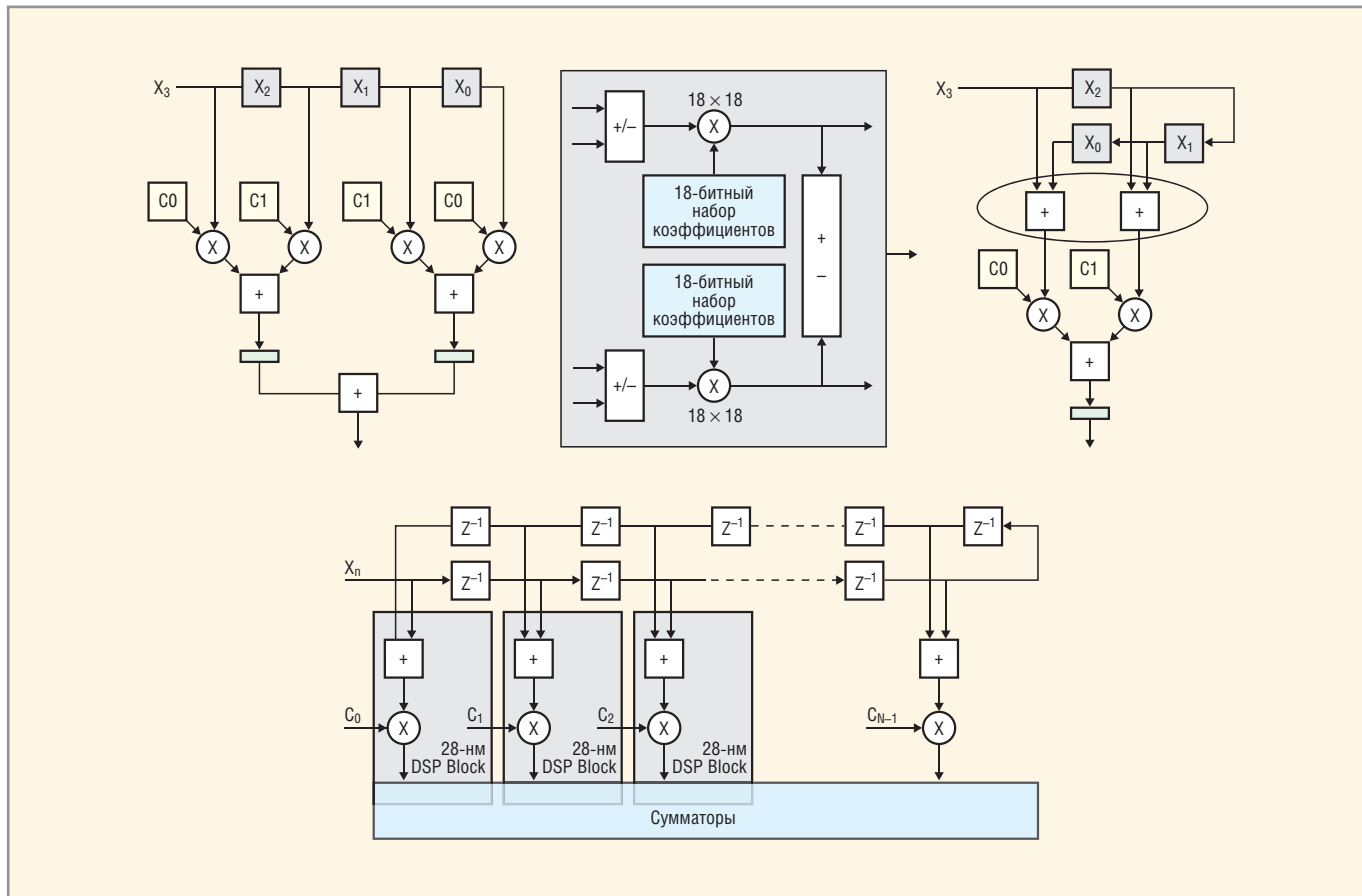 X₃ X₂ X₁ X₀
C0 C1 C1 C0
X X X X
+ +
+
18 × 18
+/– X
18-битный
набор
коэффициентов
+
–
18-битный
набор
коэффициентов
+/– X
18 × 18
X₃ X₂
X₀ X₁
+ +
C0 C1
X X
+
Z⁻¹ Z⁻¹ Z⁻¹ Z⁻¹ Z⁻¹
Xₙ Z⁻¹ Z⁻¹ Z⁻¹
+ + + +
C₀ X C₁ X C₂ X C_N–1 X
28-нм
DSP Block
28-нм
DSP Block
28-нм
DSP Block
Сумматоры